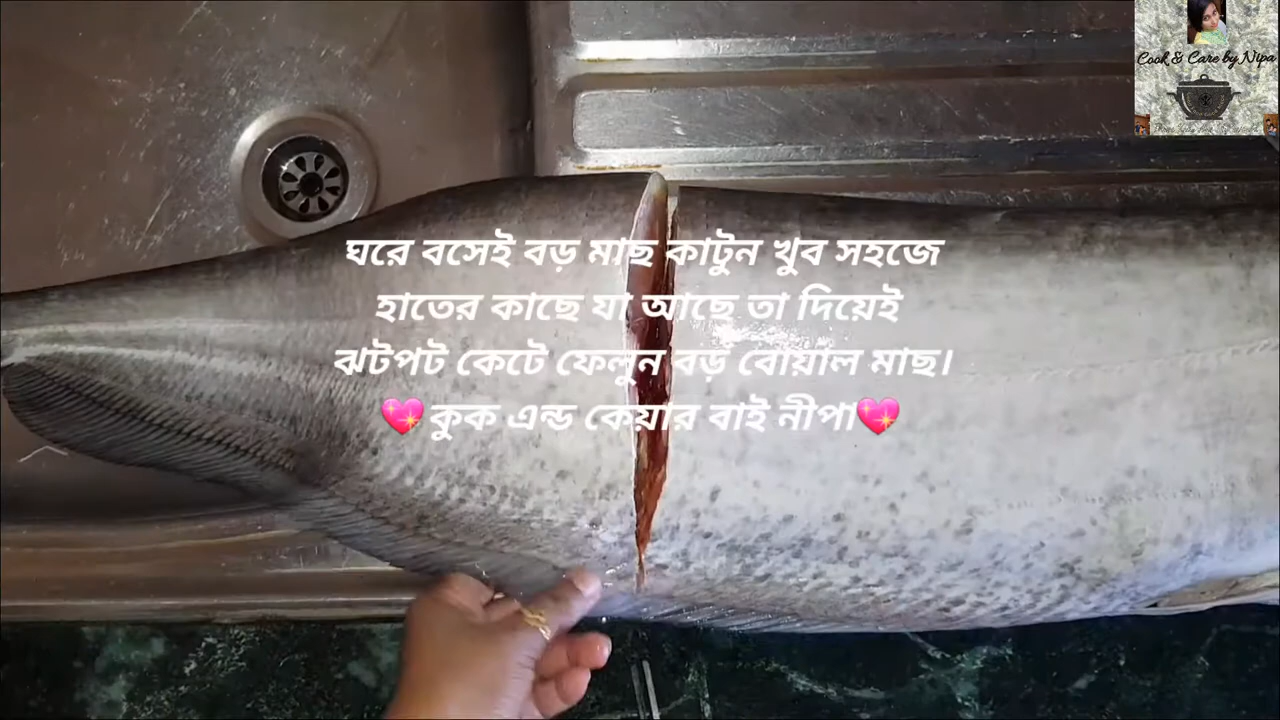 Cook & Care by Nipa
ঘরে বসেই বড় মাছ কাটুন খুব সহজে
হাতের কাছে যা আছে তা দিয়েই
ঝটপট কেটে ফেলুন বড় বোয়াল মাছ।
💖কুক এন্ড কেয়ার বাই নীপা💖